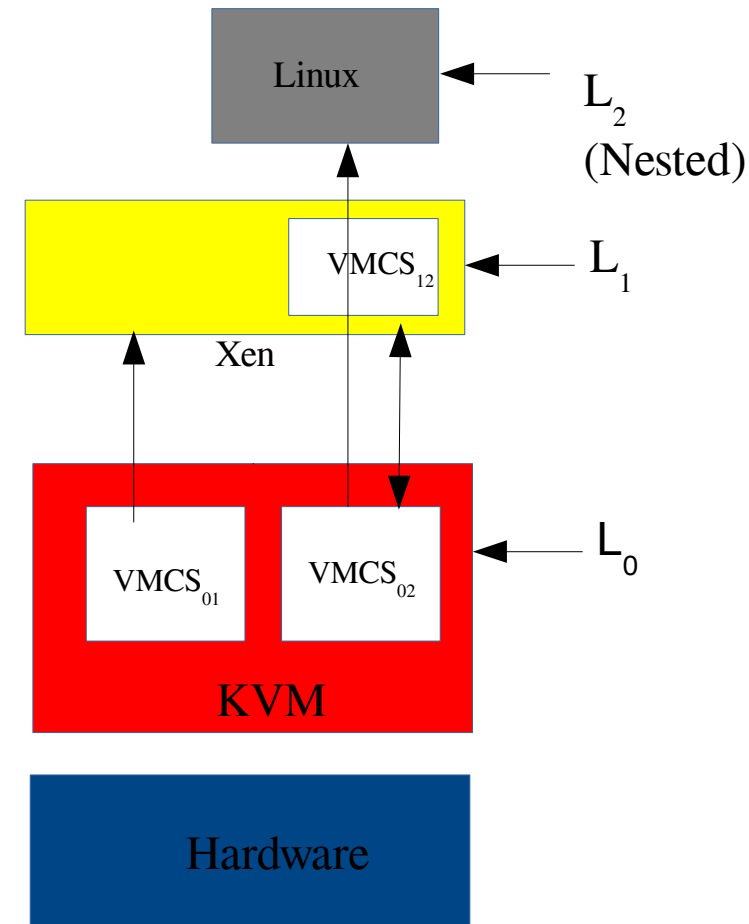 Linux
L₂
(Nested)
VMCS₁₂
L₁
Xen
VMCS₀₁
VMCS₀₂
L₀
KVM
Hardware